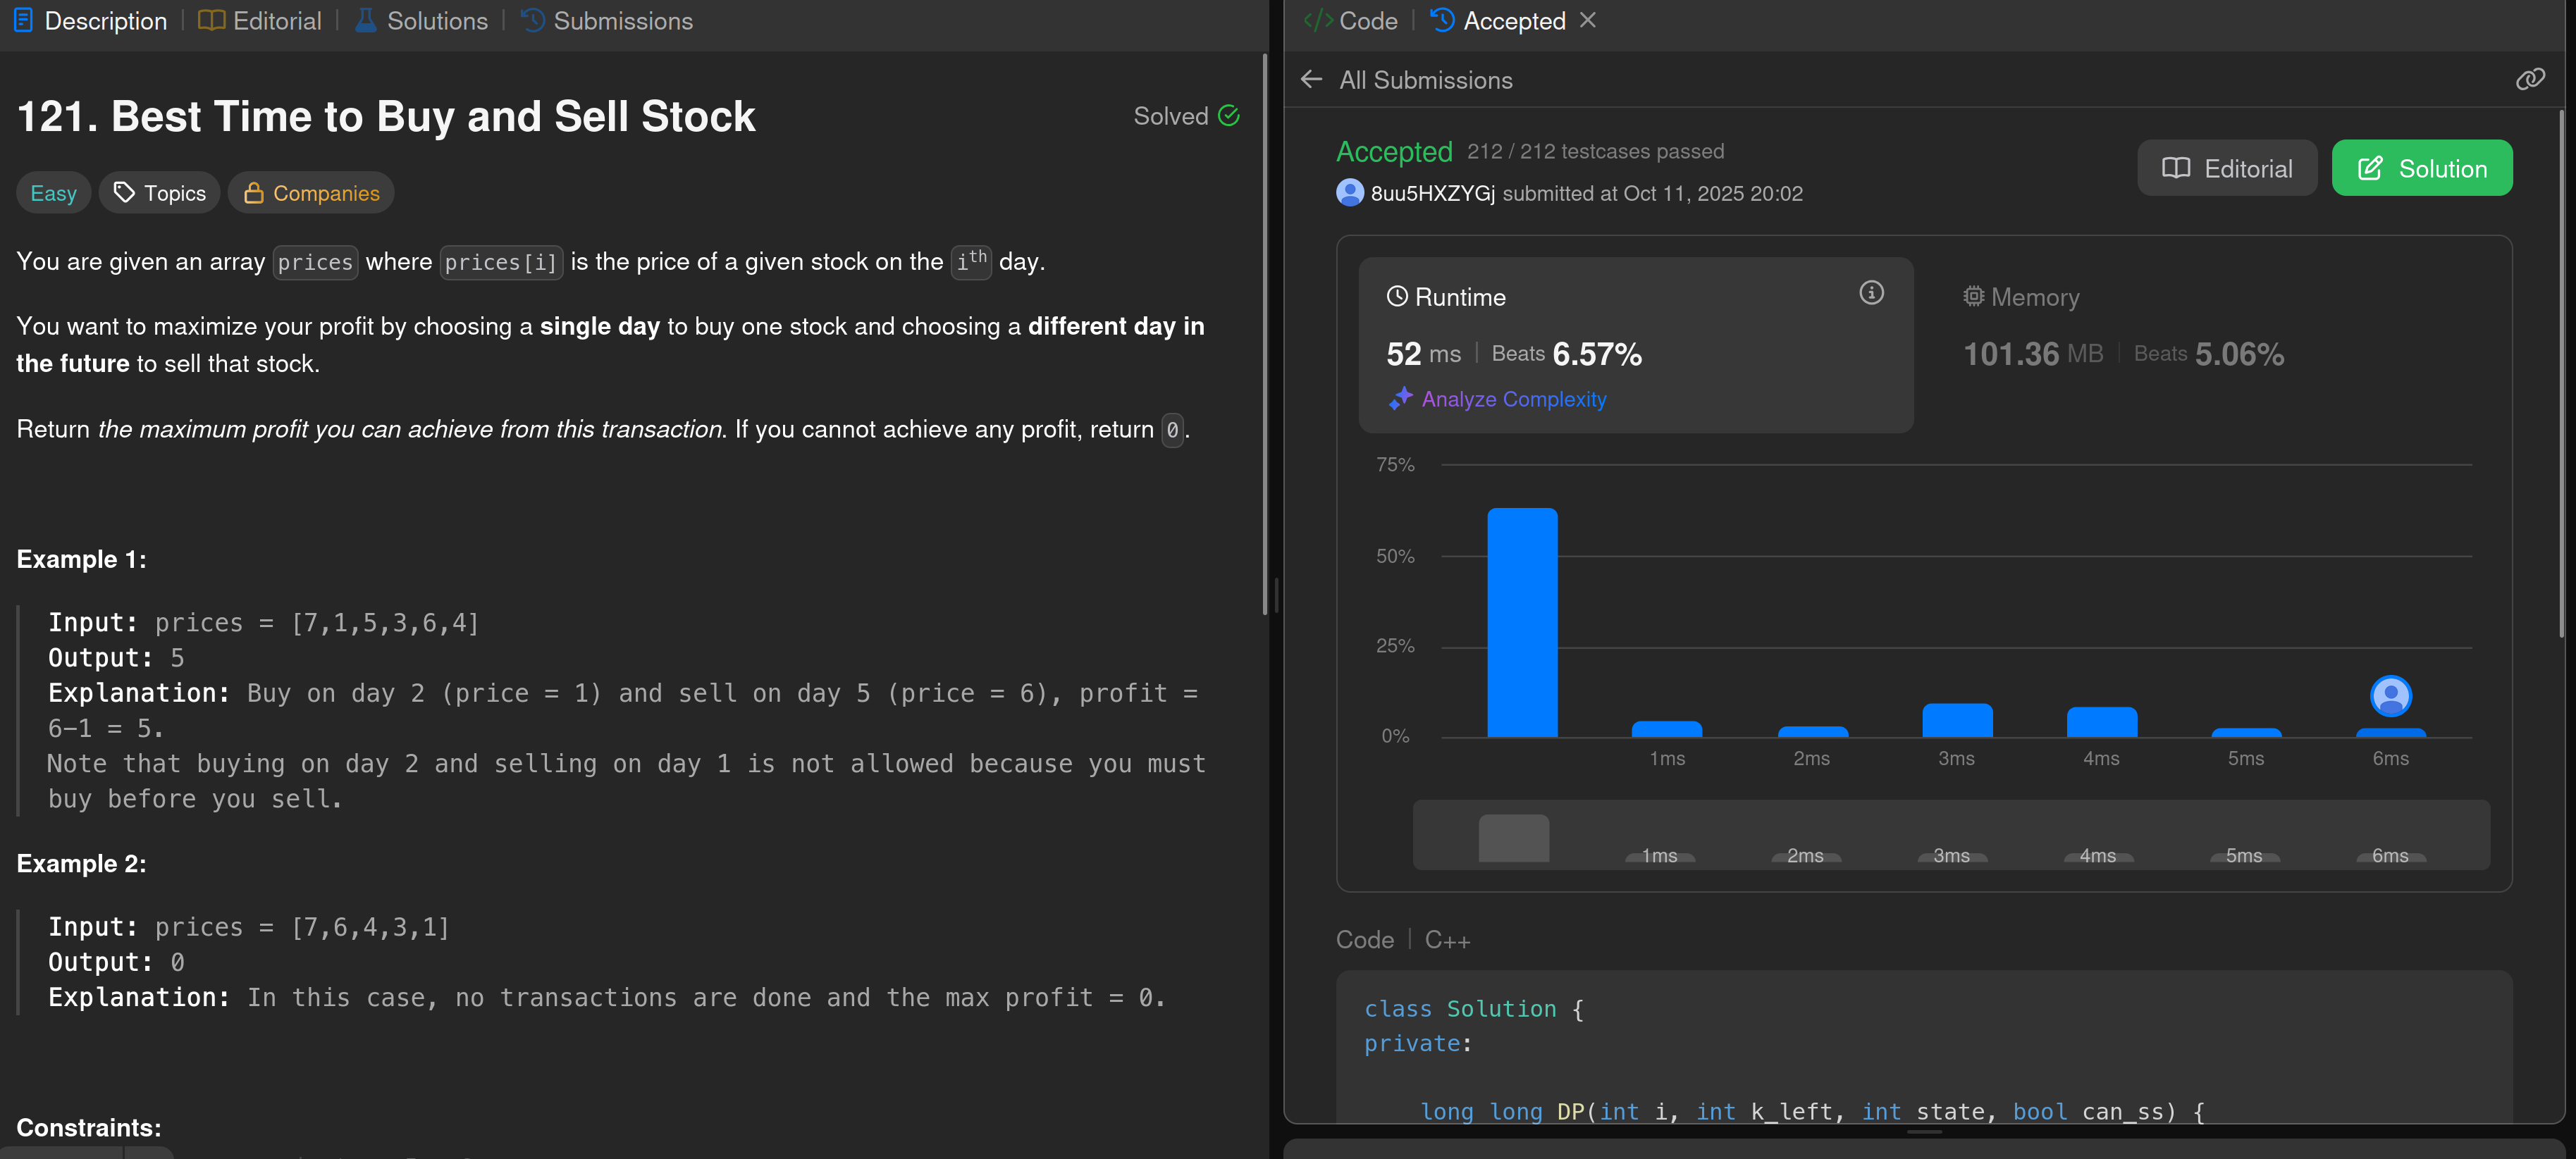 Description | Editorial | Solutions | Submissions
121. Best Time to Buy and Sell Stock
Solved
Easy Topics Companies
You are given an array prices where prices[i] is the price of a given stock on the ith day.
You want to maximize your profit by choosing a single day to buy one stock and choosing a different day in
the future to sell that stock.
Return the maximum profit you can achieve from this transaction. If you cannot achieve any profit, return 0.
Example 1:
Input: prices = [7,1,5,3,6,4]
Output: 5
Explanation: Buy on day 2 (price = 1) and sell on day 5 (price = 6), profit =
6-1 = 5.
Note that buying on day 2 and selling on day 1 is not allowed because you must
buy before you sell.
Example 2:
Input: prices = [7,6,4,3,1]
Output: 0
Explanation: In this case, no transactions are done and the max profit = 0.
Constraints:
</> Code | Accepted
All Submissions
Accepted 212 / 212 testcases passed
8uu5HXZYGj submitted at Oct 11, 2025 20:02
Editorial
Solution
Runtime
52 ms | Beats 6.57%
Analyze Complexity
Memory
101.36 MB | Beats 5.06%
75%
50%
25%
0%
1ms 2ms 3ms 4ms 5ms 6ms
1ms 2ms 3ms 4ms 5ms 6ms
Code | C++
class Solution {
private:
long long DP(int i, int k_left, int state, bool can_ss) {